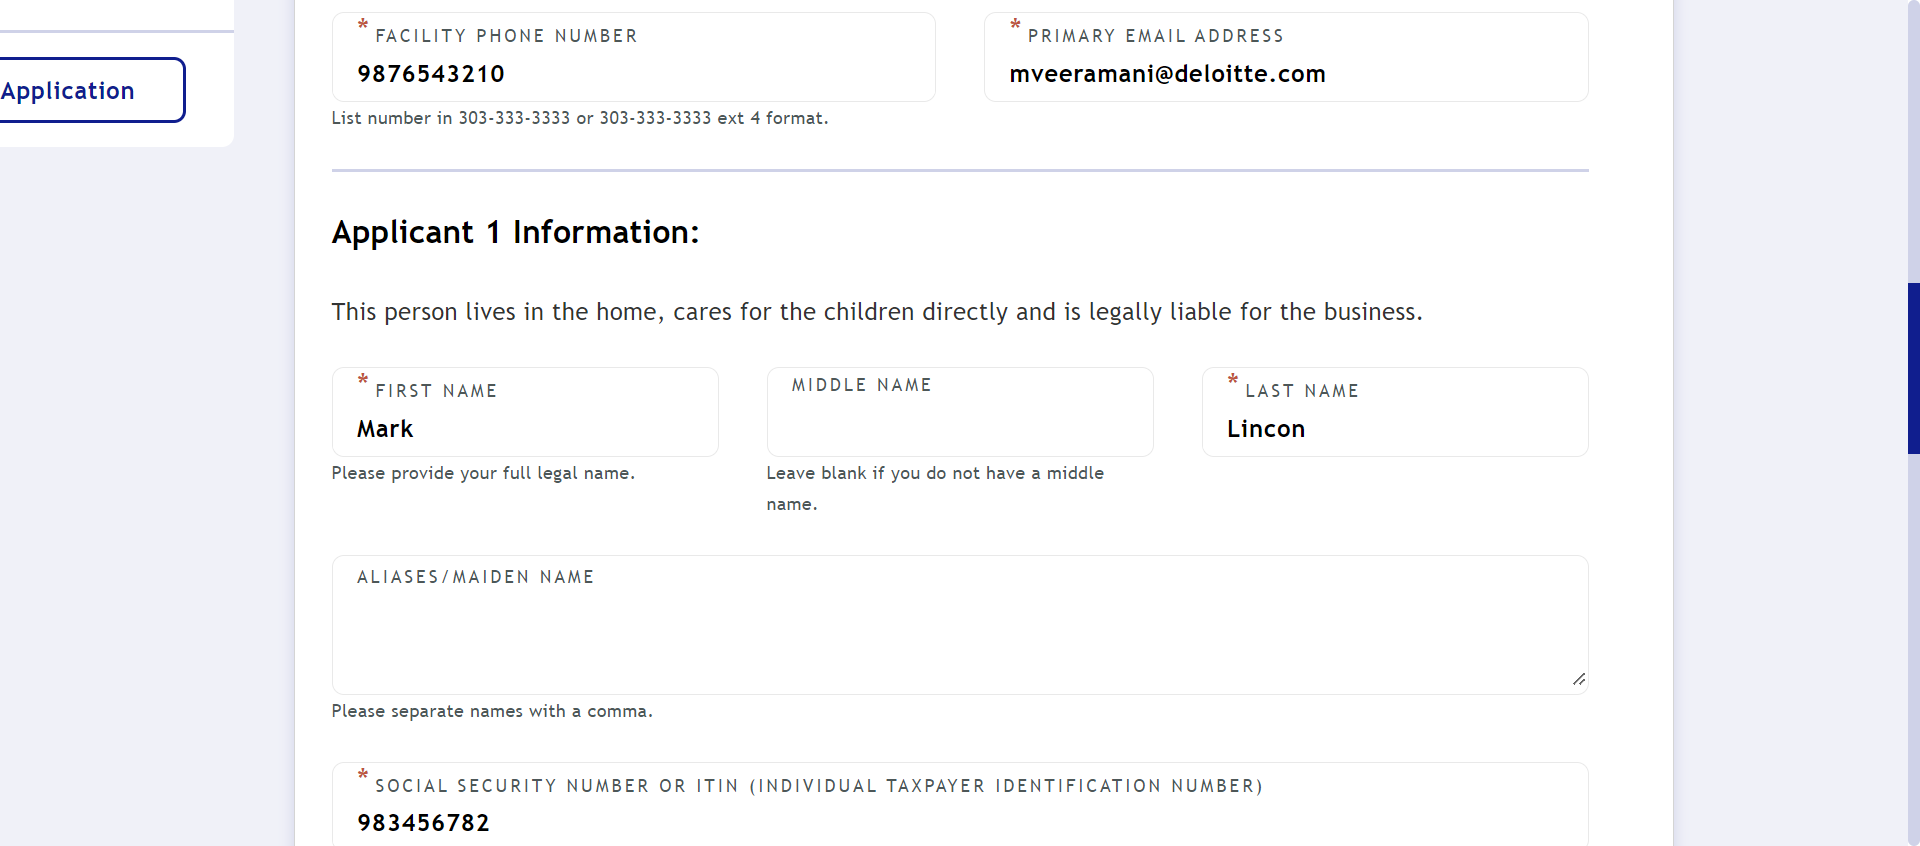 Application
* FACILITY PHONE NUMBER
9876543210
List number in 303-333-3333 or 303-333-3333 ext 4 format.
* PRIMARY EMAIL ADDRESS
mveeramani@deloitte.com
Applicant 1 Information:
This person lives in the home, cares for the children directly and is legally liable for the business.
* FIRST NAME
Mark
Please provide your full legal name.
MIDDLE NAME
Leave blank if you do not have a middle
name.
* LAST NAME
Lincon
ALIASES/MAIDEN NAME
Please separate names with a comma.
* SOCIAL SECURITY NUMBER OR ITIN (INDIVIDUAL TAXPAYER IDENTIFICATION NUMBER)
983456782